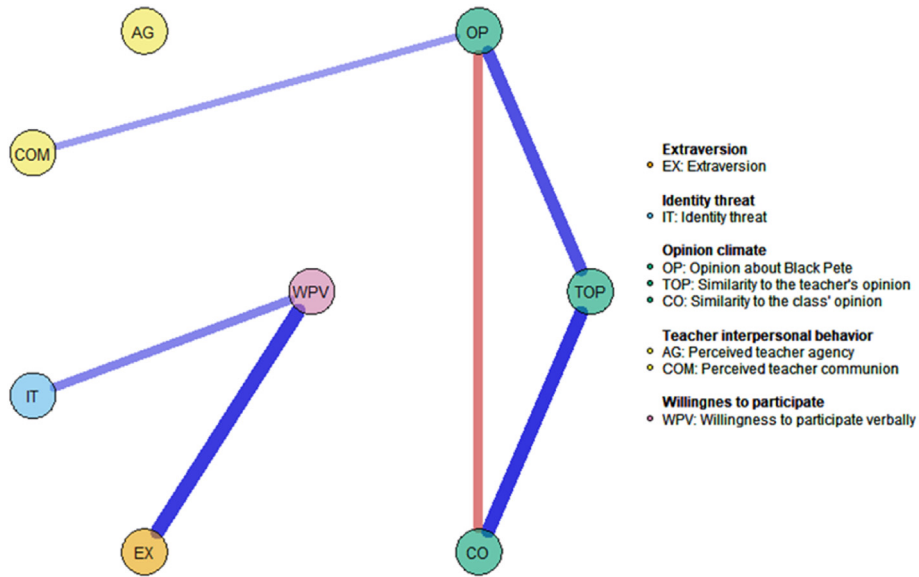 AG
OP
COM
WPV
TOP
IT
EX
CO
Extraversion
EX: Extraversion
Identity threat
IT: Identity threat
Opinion climate
OP: Opinion about Black Pete
TOP: Similarity to the teacher's opinion
CO: Similarity to the class' opinion
Teacher interpersonal behavior
AG: Perceived teacher agency
COM: Perceived teacher communion
Willingnes to participate
WPV: Willingness to participate verbally